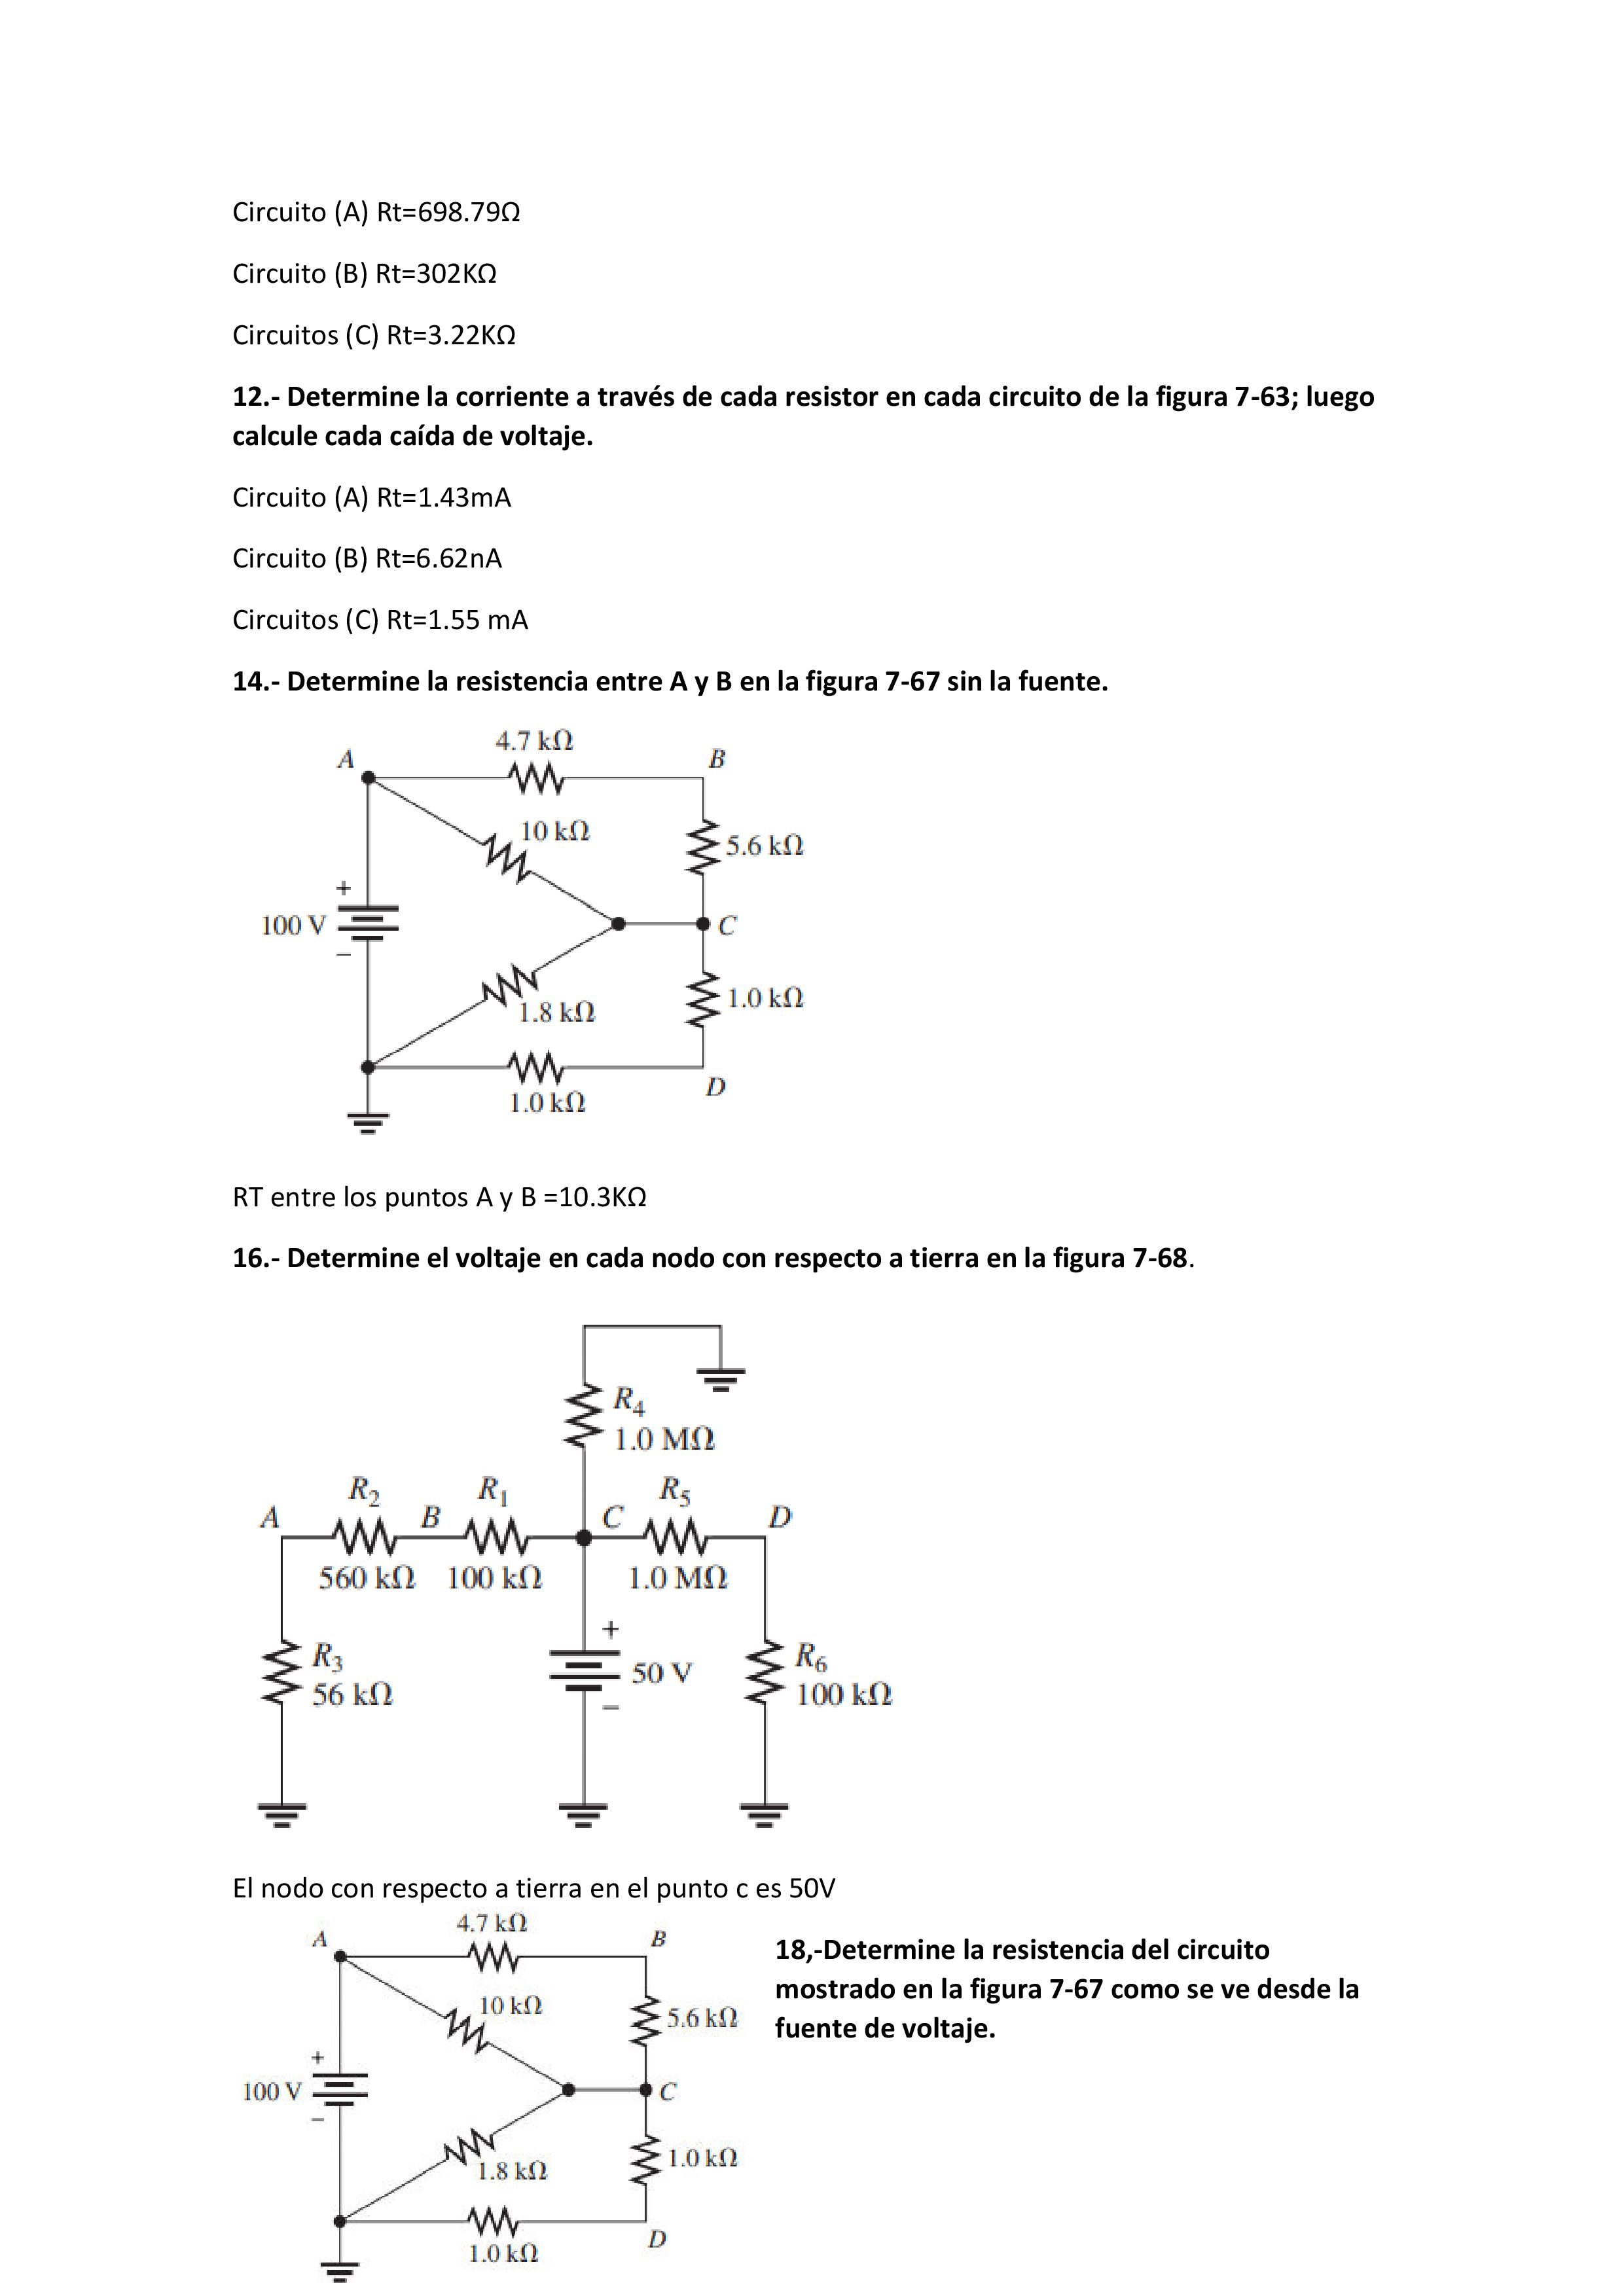 Circuito (A) Rt=698.79Ω
Circuito (B) Rt=302KΩ
Circuitos (C) Rt=3.22KΩ
12.- Determine la corriente a través de cada resistor en cada circuito de la figura 7-63; luego
calcule cada caída de voltaje.
Circuito (A) Rt=1.43mA
Circuito (B) Rt=6.62nA
Circuitos (C) Rt=1.55 mA
14.- Determine la resistencia entre A y B en la figura 7-67 sin la fuente.
4.7 kΩ
A
B
10 kΩ
5.6 kΩ
+
100 V
C
–
1.0 kΩ
1.8 kΩ
D
1.0 kΩ
RT entre los puntos A y B =10.3KΩ
16.- Determine el voltaje en cada nodo con respecto a tierra en la figura 7-68.
R4
1.0 MΩ
R2
R1
R5
A
B
C
D
560 kΩ
100 kΩ
1.0 MΩ
+
R3
56 kΩ
50 V
–
R6
100 kΩ
El nodo con respecto a tierra en el punto c es 50V
4.7 kΩ
A
B
10 kΩ
5.6 kΩ
+
100 V
C
–
1.0 kΩ
1.8 kΩ
D
1.0 kΩ
18,-Determine la resistencia del circuito
mostrado en la figura 7-67 como se ve desde la
fuente de voltaje.